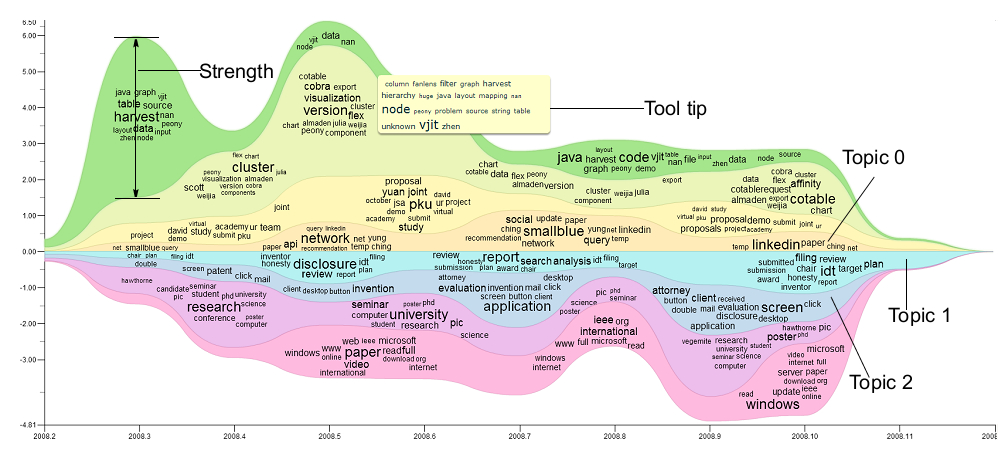 6.50
6.00
5.00
4.00
3.00
2.00
1.00
0.00
-1.00
-2.00
-3.00
-4.81
2008.2 2008.3 2008.4 2008.5 2008.6 2008.7 2008.8 2008.9 2008.10 2008.11
Strength
Tool tip
Topic 0
Topic 1
Topic 2
column fanlens filter graph harvest
hierarchy huge java layout mapping nan
node peony problem source string table
unknown vjit zhen
java graph vjit
table source
harvest nan
layout data peony
zhen node input
vjit data nan
node
layout
java harvest code vjit table
graph peony demo nan file input
zhen data node source
cotable
cobra export
visualization
version cluster
flex
chart almaden julia weijia
peony component
flex chart
cluster
peony julia
visualization almaden
scott version cobra
weijia components
chart
cotable data flex peony
almaden version
cluster weijia julia
component
export
cobra
data flex affinity
cotable request
almaden export cotable
weijia chart
project
virtual
david study
demo
academy ur team
submit pku
joint
proposal
yuan joint
october jsa pku david
ur project
demo virtual
academy submit
study
david study
virtual pku proposal demo submit joint ur
proposals project academy
net smallblue query
paper api
query linkedin
network net yung
recommendation temp ching
social update paper
chen smallblue yung net linkedin
recommendation query temp
network
temp linkedin paper ching net
chair plan filing idt
inventor
honesty disclosure filing
idt
review report plan
review report search analysis idt filing
honesty
submission plan award chair firm target
submitted filing review
submission chair idt target plan
award honesty report
inventor
double
screen patent click mail
client desktop button invention
attorney desktop
evaluation invention mail click
screen button client
application
attorney
button client received
double mail evaluation screen click
disclosure desktop
application
hawthorne
candidate seminar
pic student phd university
research science
conference poster
computer
seminar poster phd
computer university
student research pic
science
pic phd
science seminar
poster
vegemite research
university student
seminar science
computer
hawthorne pic
poster phd
windows www web ieee microsoft
online paper read full
video download org
international internet
windows
internet
ieee org
international
www full microsoft read
microsoft
video
internet full
server paper
download org
read update ieee
online
windows